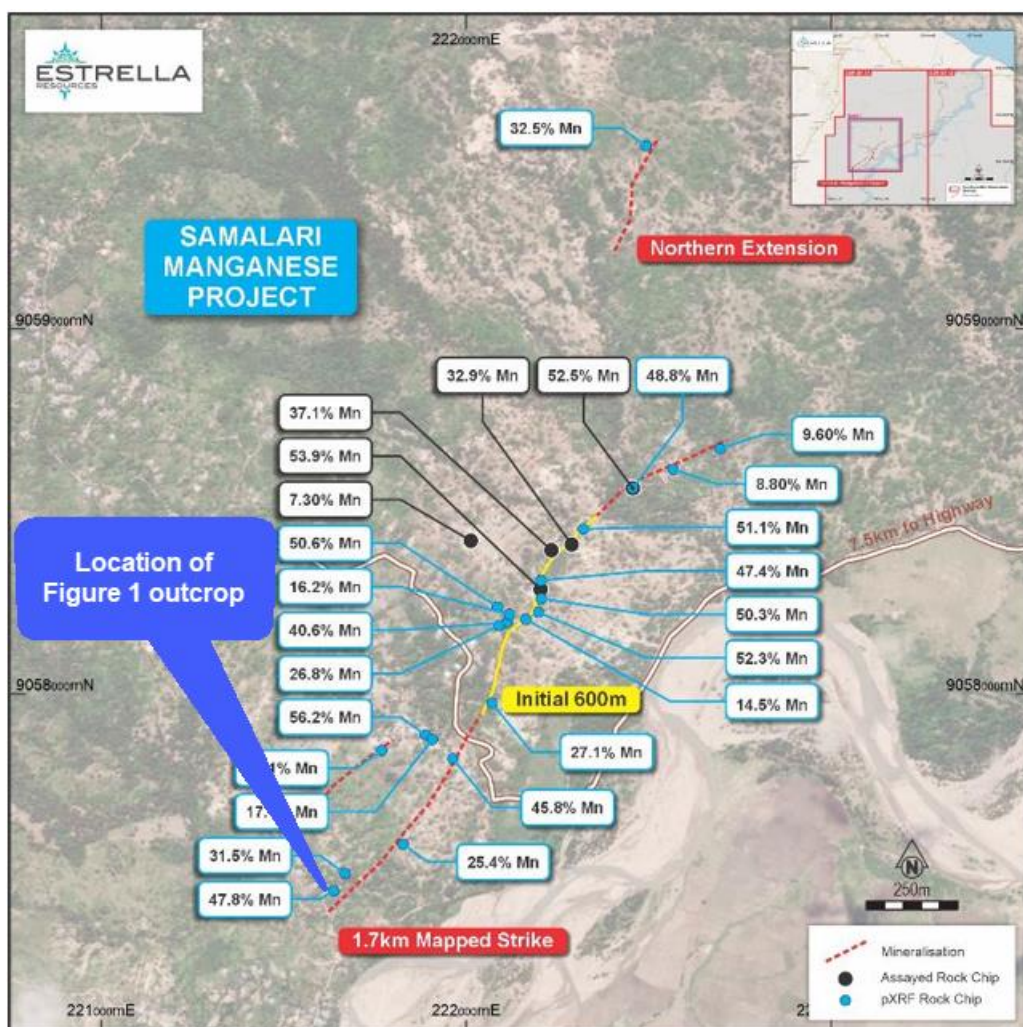 ESTRELLA
RESOURCES
222000mE
32.5% Mn
SAMALARI
MANGANESE
PROJECT
Northern Extension
9059000mN
9059000mN
32.9% Mn
52.5% Mn
48.8% Mn
37.1% Mn
53.9% Mn
7.30% Mn
9.60% Mn
8.80% Mn
7.5km to Highway
Location of
Figure 1 outcrop
50.6% Mn
16.2% Mn
40.6% Mn
26.8% Mn
56.2% Mn
51.1% Mn
47.4% Mn
50.3% Mn
52.3% Mn
14.5% Mn
9058000mN
9058000mN
Initial 600m
27.1% Mn
% Mn
Mn
45.8% Mn
31.5% Mn
47.8% Mn
25.4% Mn
N
250m
1.7km Mapped Strike
Mineralisation
Assayed Rock Chip
pXRF Rock Chip
221000mE
222000mE